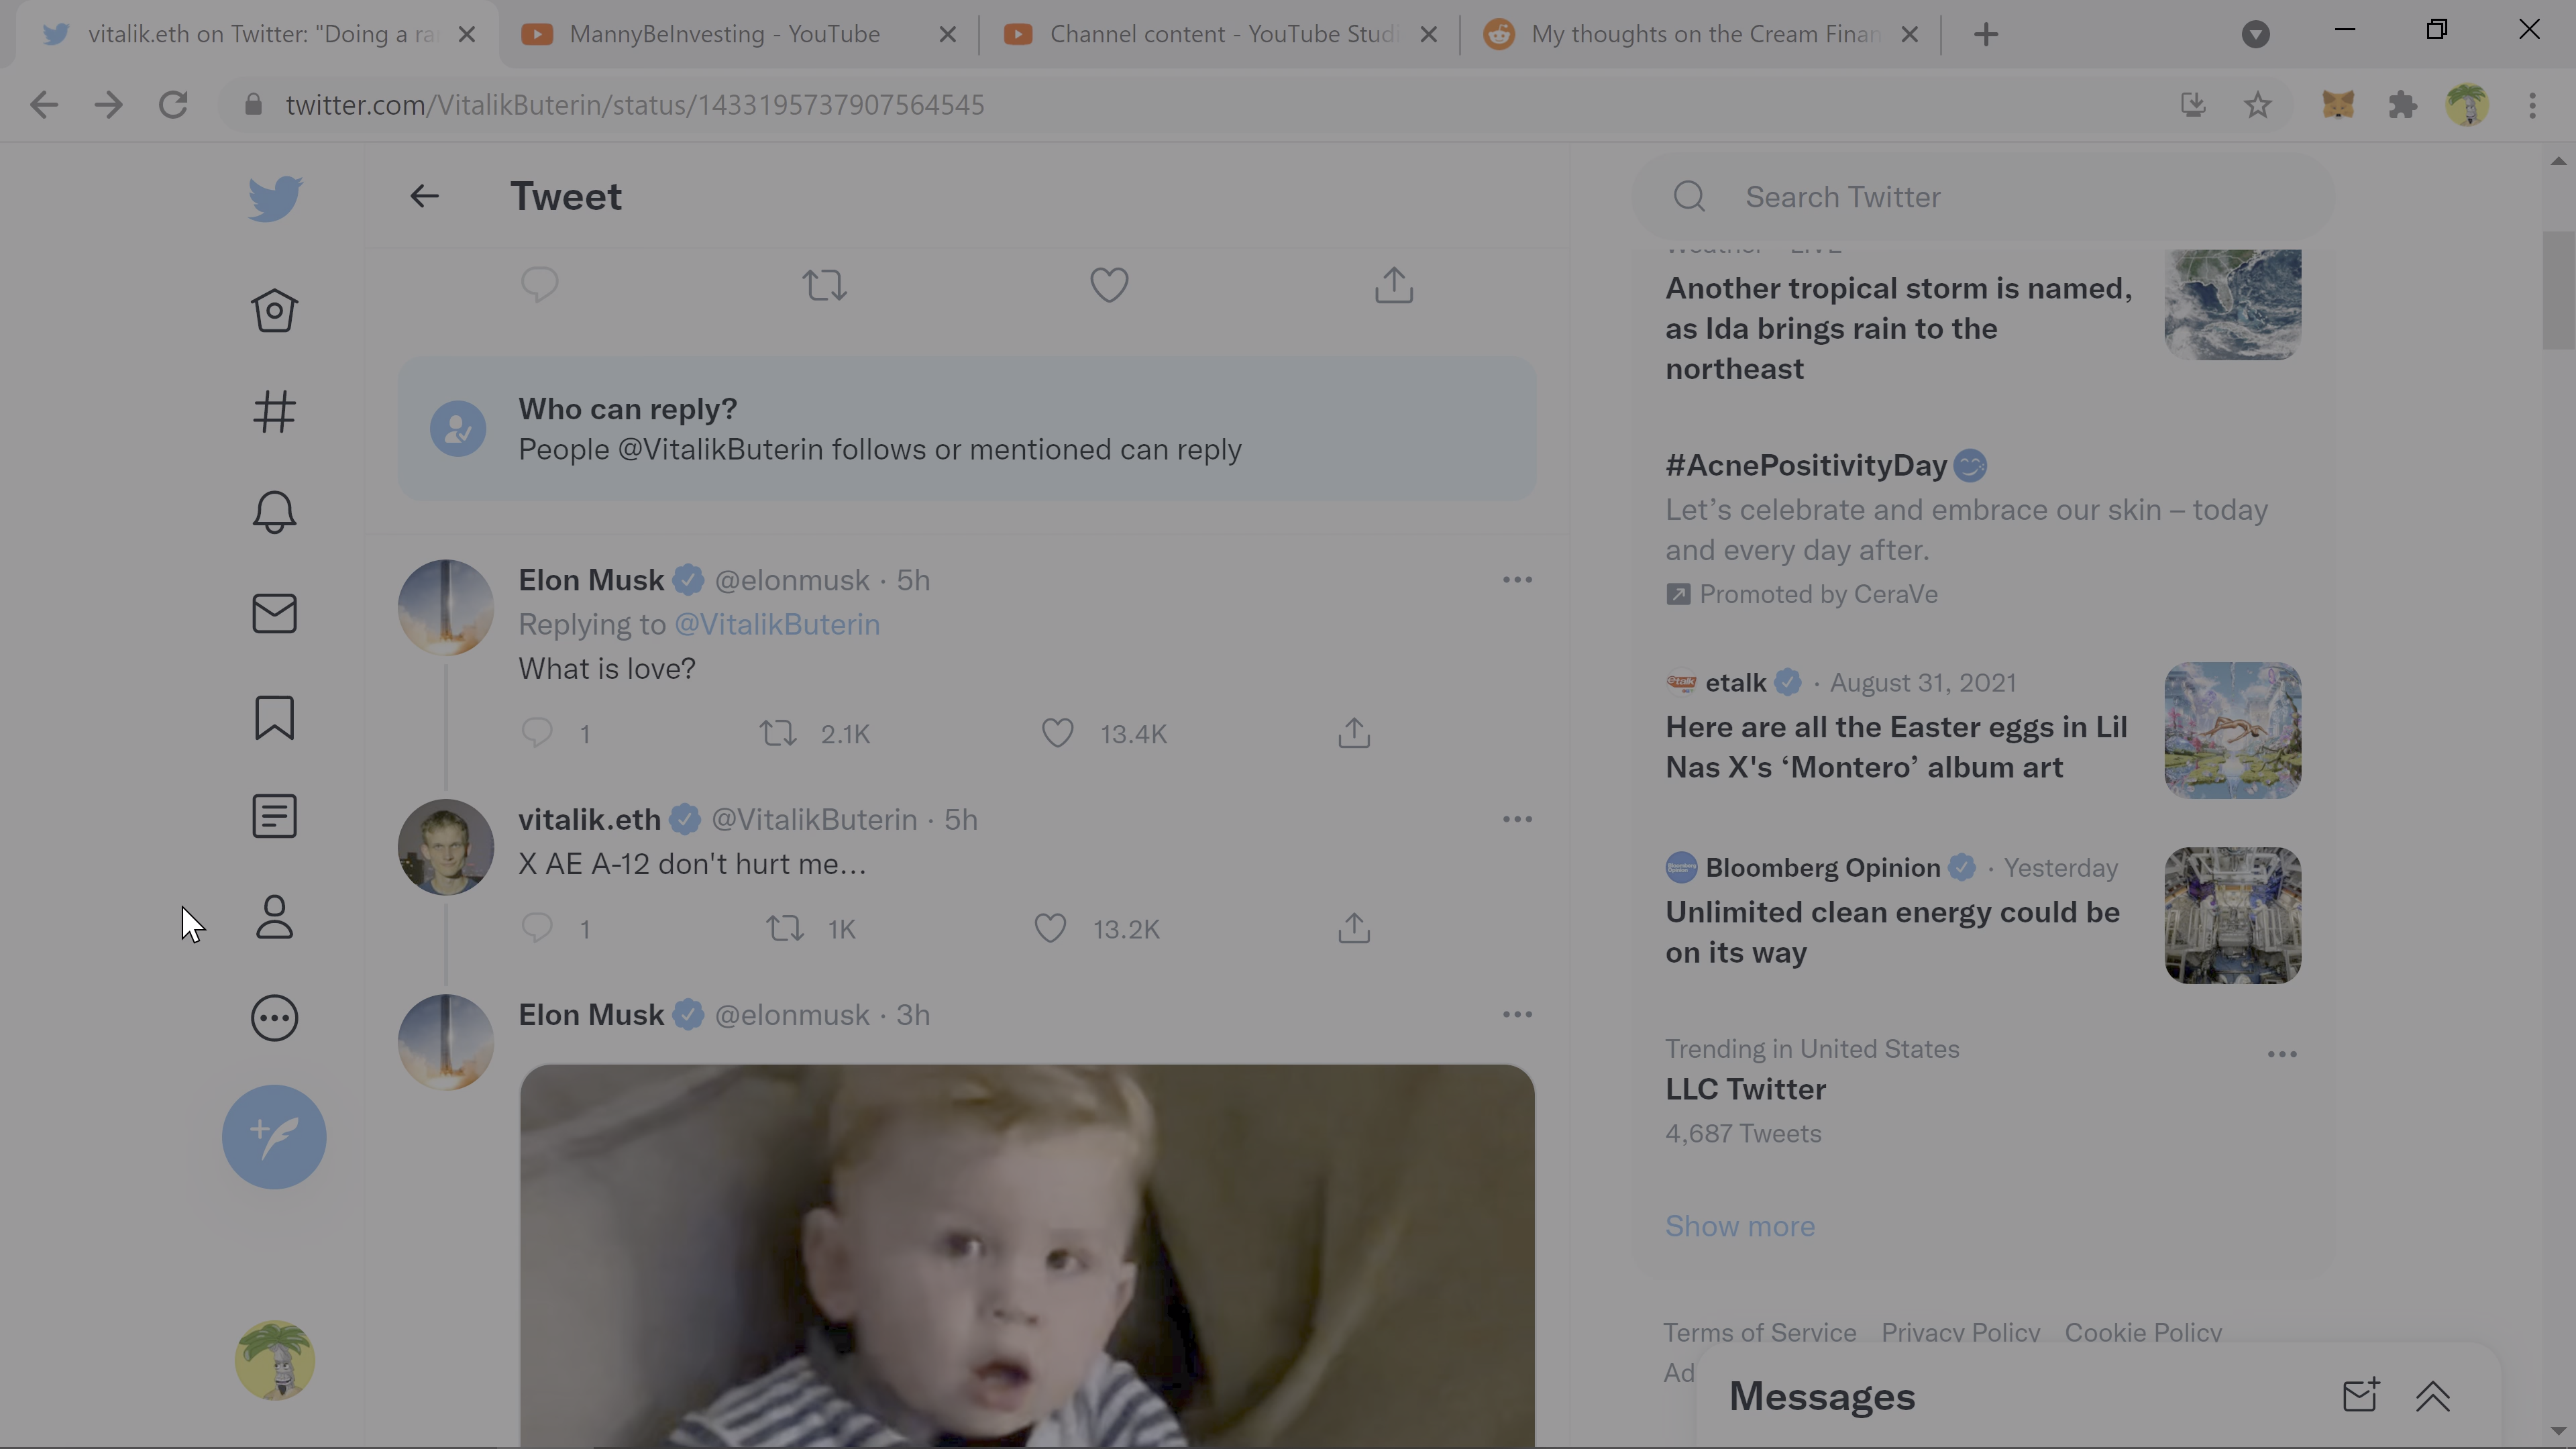 vitalik.eth on Twitter: "Doing a ra
MannyBeInvesting - YouTube
Channel content - YouTube Studi
My thoughts on the Cream Finan
twitter.com/VitalikButerin/status/1433195737907564545
Tweet
Who can reply?
People @VitalikButerin follows or mentioned can reply
Elon Musk @elonmusk · 5h
Replying to @VitalikButerin
What is love?
1 2.1K 13.4K
vitalik.eth @VitalikButerin · 5h
X AE A-12 don't hurt me...
1 1K 13.2K
Elon Musk @elonmusk · 3h
Search Twitter
Weather · LIVE
Another tropical storm is named,
as Ida brings rain to the
northeast
#AcnePositivityDay
Let’s celebrate and embrace our skin – today
and every day after.
Promoted by CeraVe
etalk · August 31, 2021
Here are all the Easter eggs in Lil
Nas X's ‘Montero’ album art
Bloomberg Opinion · Yesterday
Unlimited clean energy could be
on its way
Trending in United States
LLC Twitter
4,687 Tweets
Show more
Terms of Service Privacy Policy Cookie Policy
Ad
Messages